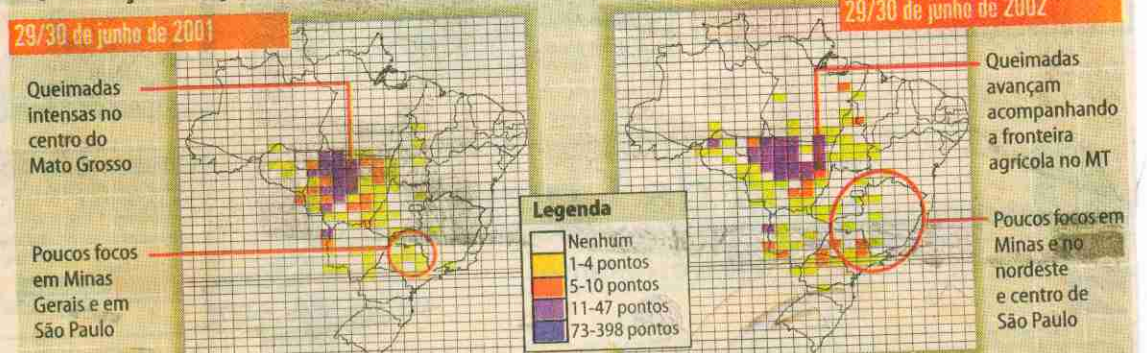 29/30 de junho de 2001
Queimadas
intensas no
centro do
Mato Grosso
Poucos focos
em Minas
Gerais e em
São Paulo
Legenda
Nenhum
1-4 pontos
5-10 pontos
11-47 pontos
73-398 pontos
29/30 de junho de 2002
Queimadas
avançam
acompanhando
a fronteira
agrícola no MT
Poucos focos em
Minas e no
nordeste
e centro de
São Paulo